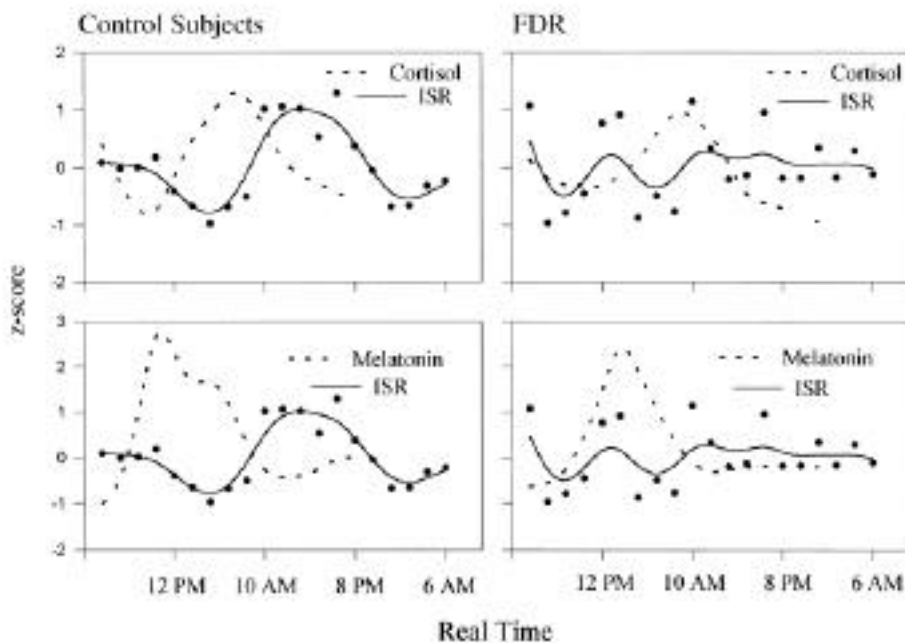 Control Subjects
FDR
2
1
0
-1
-2
Cortisol
ISR
Cortisol
ISR
z-score
3
2
1
0
-1
-2
Melatonin
ISR
Melatonin
ISR
12 PM 10 AM 8 PM 6 AM
12 PM 10 AM 8 PM 6 AM
Real Time